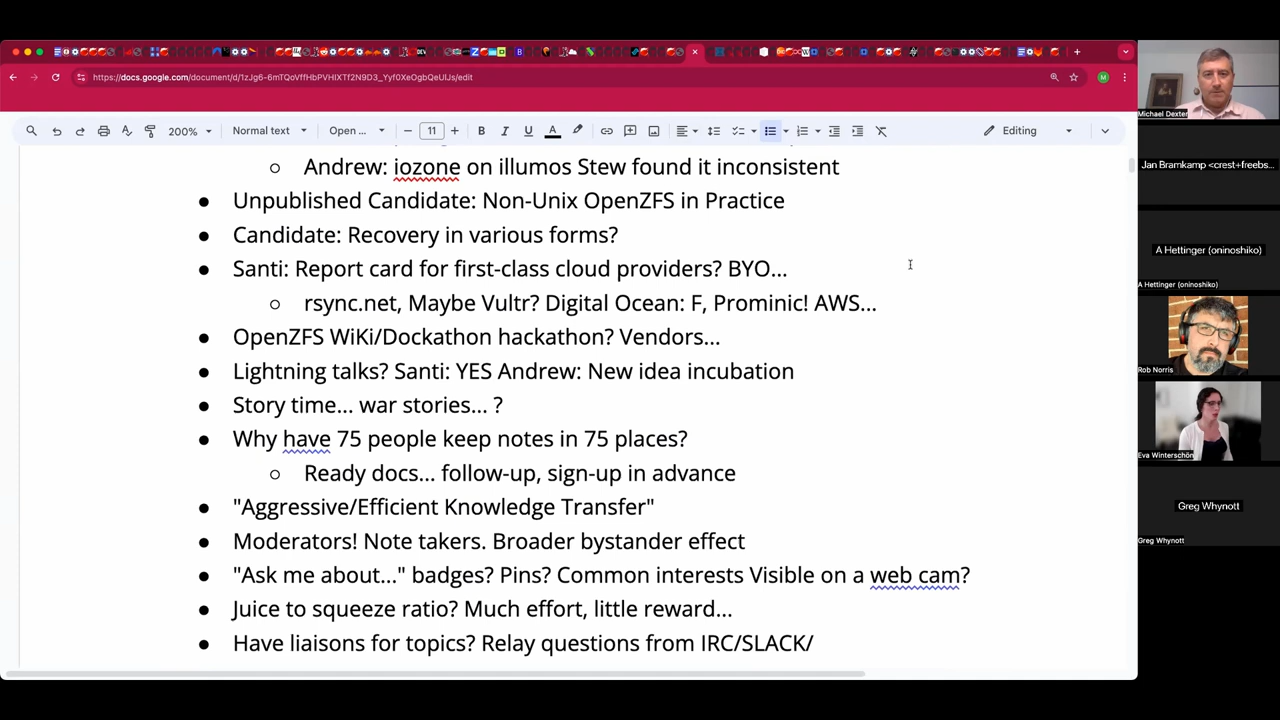 https://docs.google.com/document/d/1zJg6-6mTQoVffHbPVHIXTf2N9D3_Yyf0XeOgbQeUIJs/edit
M
200%
Normal text
Open ...
11
Editing
Andrew: iozone on illumos Stew found it inconsistent
Unpublished Candidate: Non-Unix OpenZFS in Practice
Candidate: Recovery in various forms?
Santi: Report card for first-class cloud providers? BYO...
rsync.net, Maybe Vultr? Digital Ocean: F, Prominic! AWS...
OpenZFS WiKi/Dockathon hackathon? Vendors...
Lightning talks? Santi: YES Andrew: New idea incubation
Story time... war stories... ?
Why have 75 people keep notes in 75 places?
Ready docs... follow-up, sign-up in advance
"Aggressive/Efficient Knowledge Transfer"
Moderators! Note takers. Broader bystander effect
"Ask me about..." badges? Pins? Common interests Visible on a web cam?
Juice to squeeze ratio? Much effort, little reward...
Have liaisons for topics? Relay questions from IRC/SLACK/
Michael Dexter
Jan Bramkamp <crest+freebs...
A Hettinger (oninoshiko)
A Hettinger (oninoshiko)
Rob Norris
Eva Winterschön
Greg Whynott
Greg Whynott